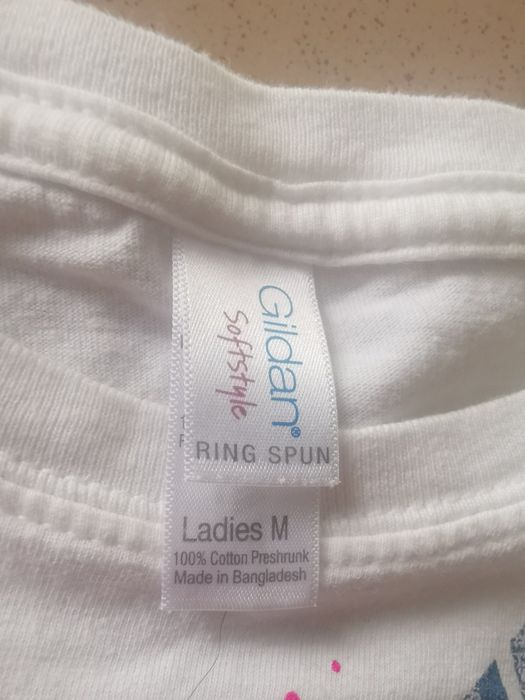 Gildan®
Softstyle
RING SPUN
Ladies M
100% Cotton Preshrunk
Made in Bangladesh